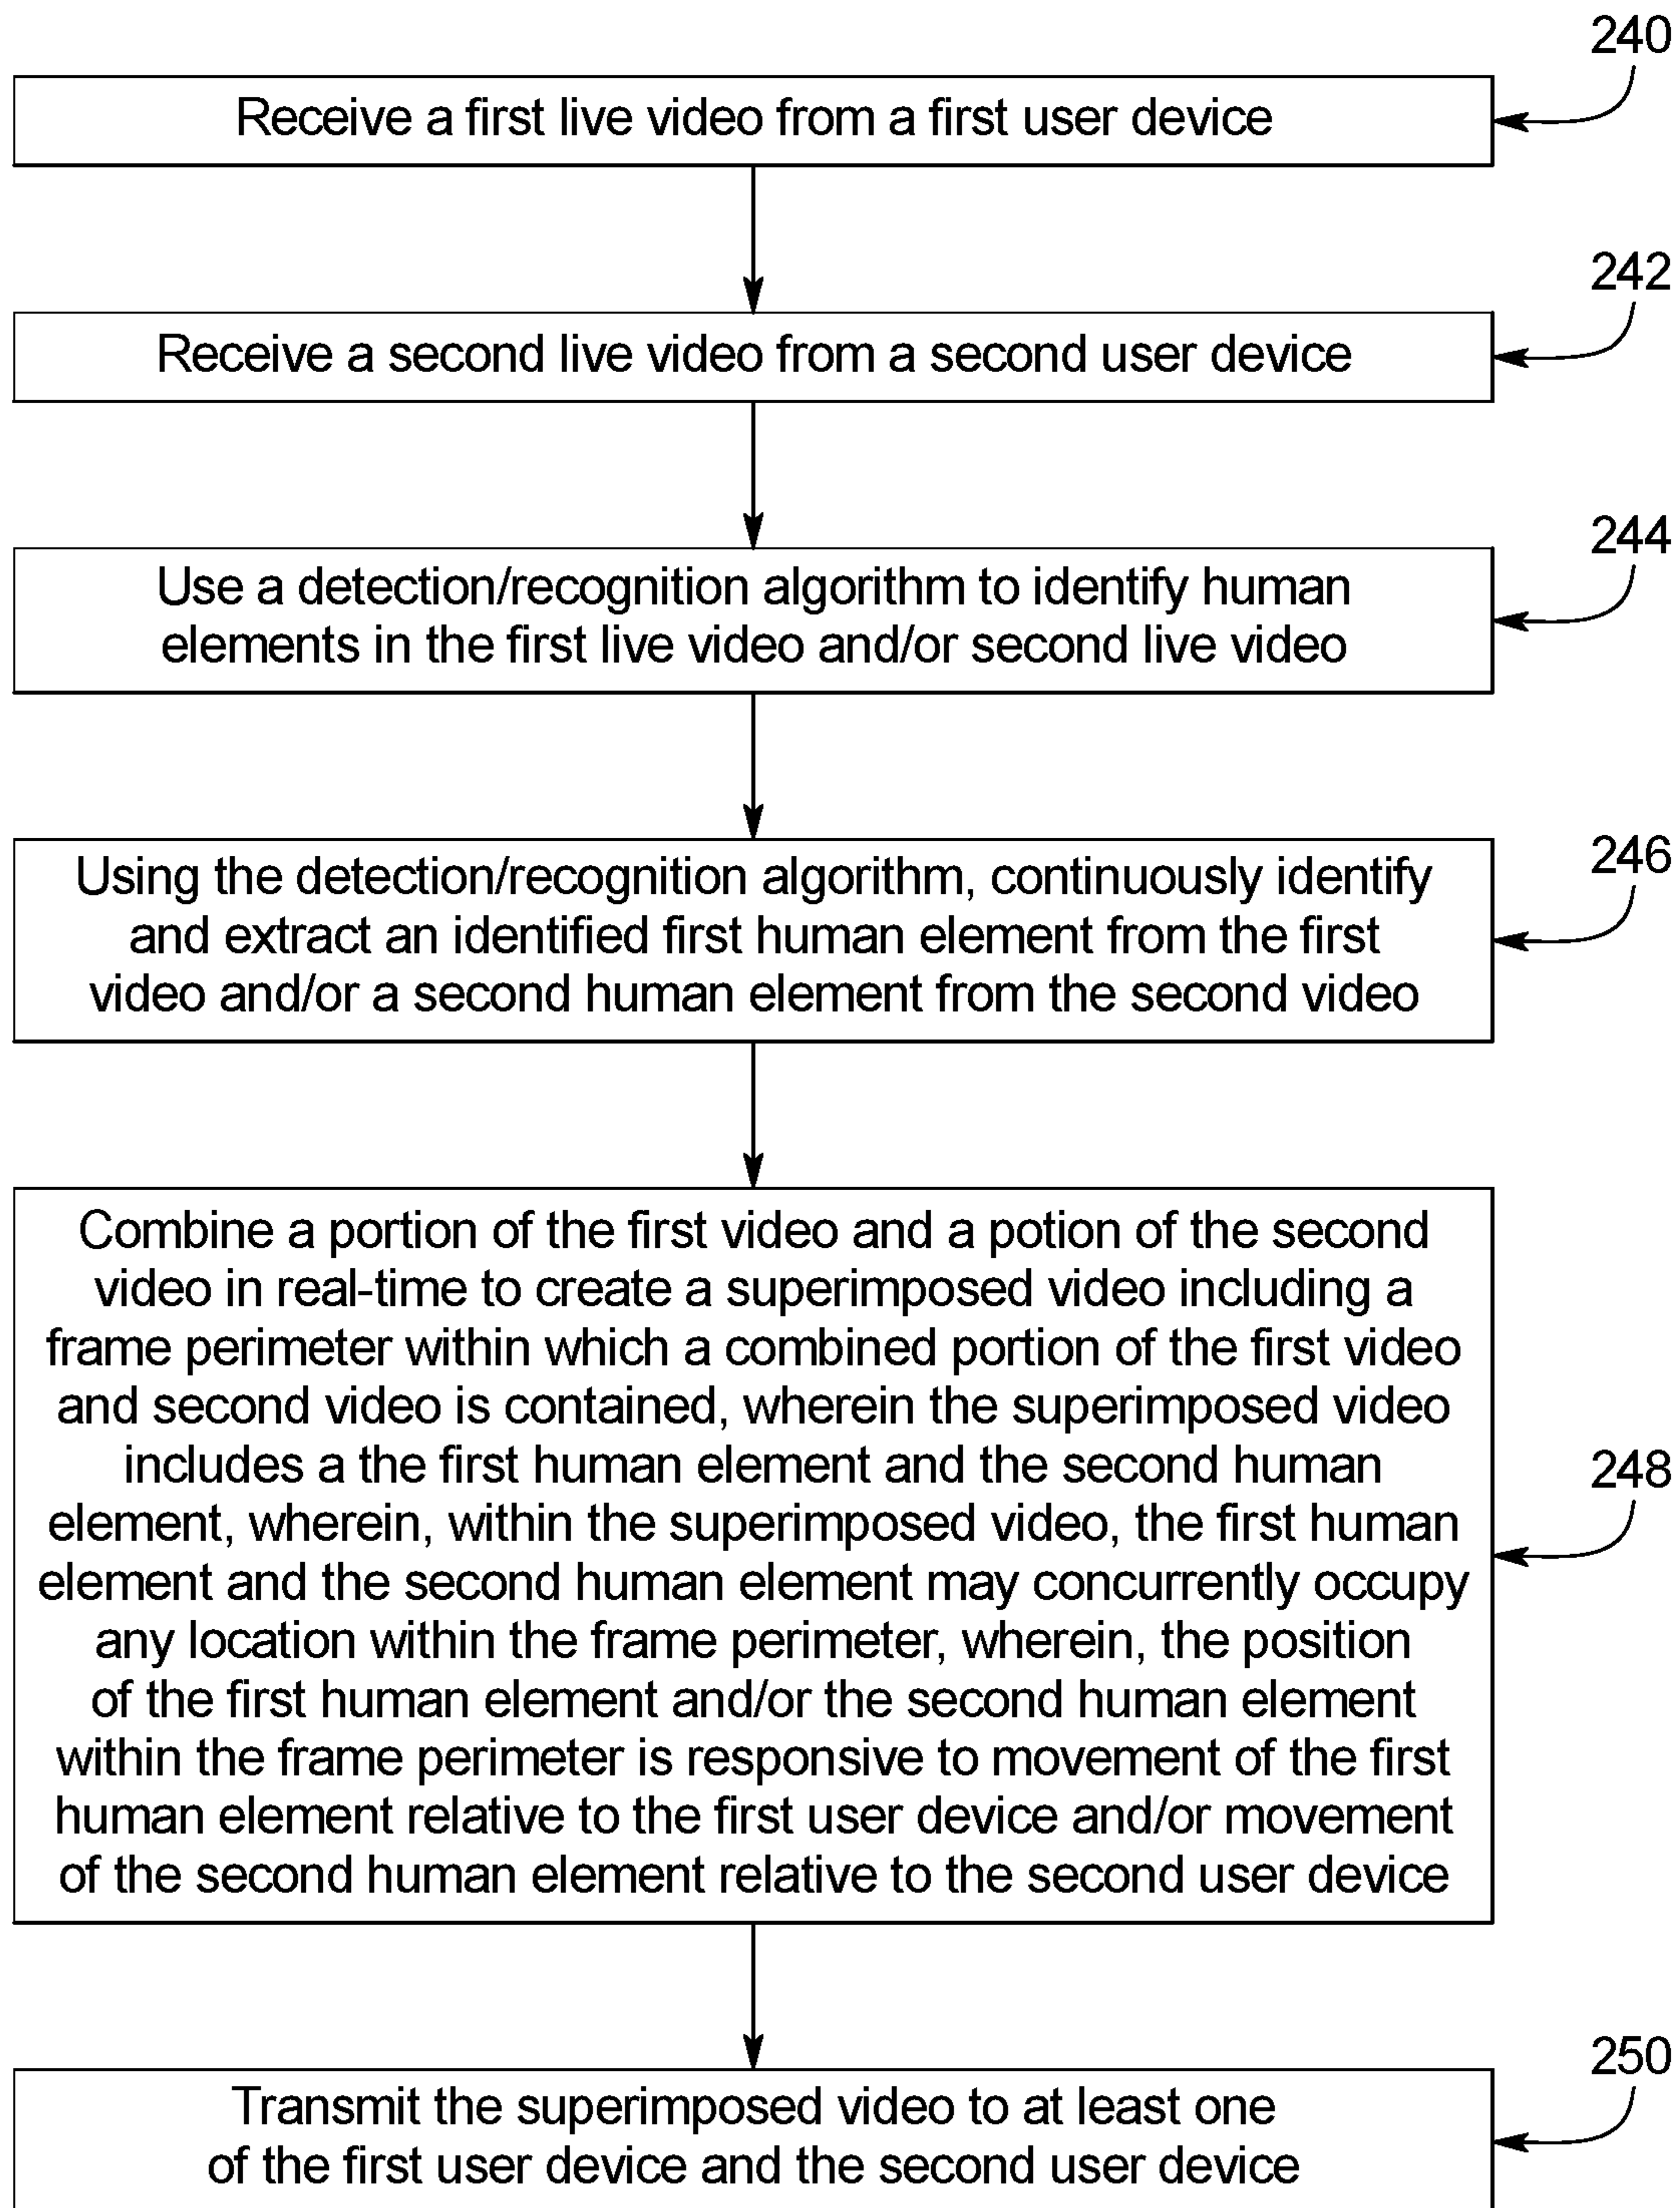 240
Receive a first live video from a first user device
242
Receive a second live video from a second user device
244
Use a detection/recognition algorithm to identify human
elements in the first live video and/or second live video
246
Using the detection/recognition algorithm, continuously identify
and extract an identified first human element from the first
video and/or a second human element from the second video
Combine a portion of the first video and a potion of the second
video in real-time to create a superimposed video including a
frame perimeter within which a combined portion of the first video
and second video is contained, wherein the superimposed video
includes a the first human element and the second human
248
element, wherein, within the superimposed video, the first human
element and the second human element may concurrently occupy
any location within the frame perimeter, wherein, the position
of the first human element and/or the second human element
within the frame perimeter is responsive to movement of the first
human element relative to the first user device and/or movement
of the second human element relative to the second user device
250
Transmit the superimposed video to at least one
of the first user device and the second user device